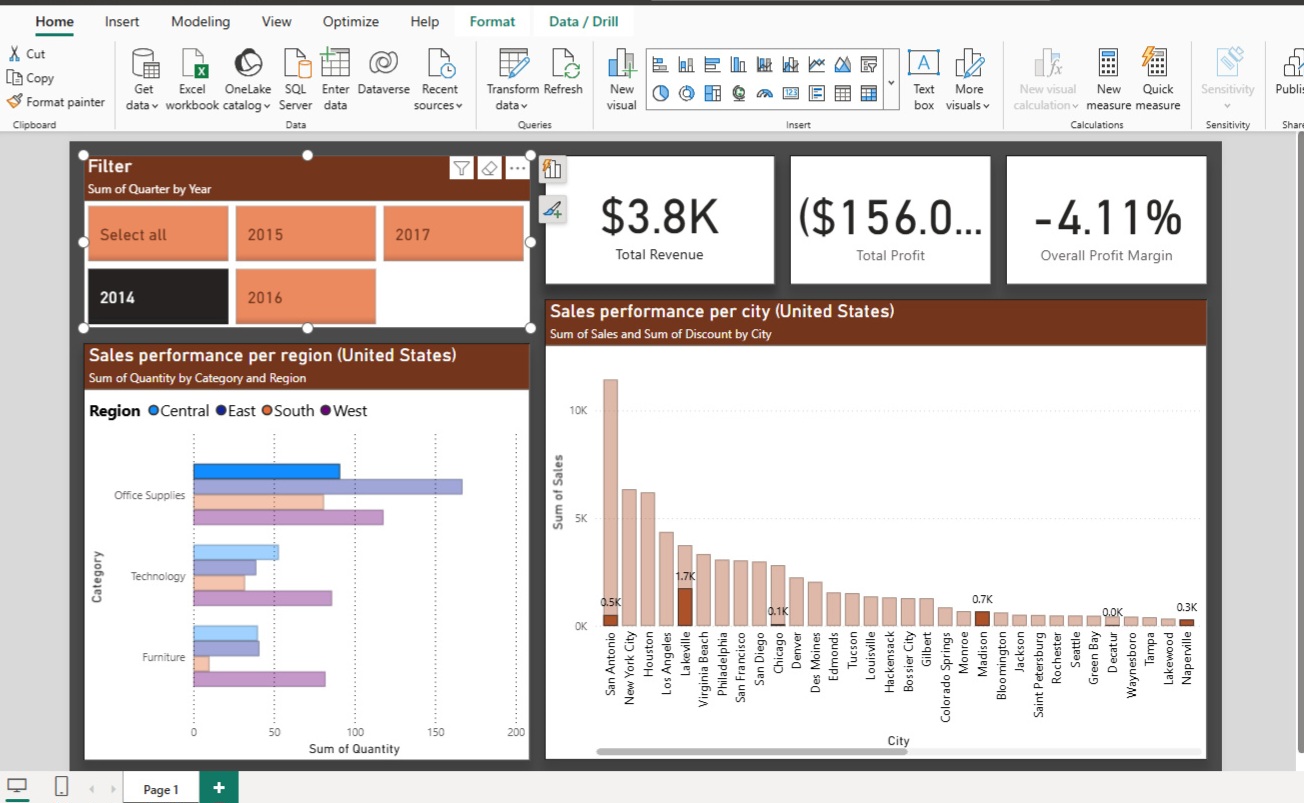 Home Insert Modeling View Optimize Help Format Data / Drill
Cut
Copy
Format painter
Clipboard
Get data
Excel workbook
OneLake catalog
SQL Server
Enter data
Dataverse
Recent sources
Data
Transform data
Refresh
Queries
New visual
123
A
Text box
More visuals
Insert
fx
New visual calculation
New measure
Quick measure
Calculations
Sensitivity
Sensitivity
Publis
Share
Filter
Sum of Quarter by Year
Select all 2015 2017
2014 2016
$3.8K
Total Revenue
($156.0...
Total Profit
-4.11%
Overall Profit Margin
Sales performance per region (United States)
Sum of Quantity by Category and Region
Region Central East South West
Category
Office Supplies
Technology
Furniture
0 50 100 150 200
Sum of Quantity
Sales performance per city (United States)
Sum of Sales and Sum of Discount by City
Sum of Sales
10K
5K
0K
0.5K
1.7K
0.1K
0.7K
0.0K
0.3K
San Antonio
New York City
Houston
Los Angeles
Lakeville
Virginia Beach
Philadelphia
San Francisco
San Diego
Chicago
Denver
Des Moines
Edmonds
Tucson
Louisville
Hackensack
Bossier City
Gilbert
Colorado Springs
Monroe
Madison
Bloomington
Jackson
Saint Petersburg
Rochester
Seattle
Green Bay
Decatur
Waynesboro
Tampa
Lakewood
Naperville
City
Page 1